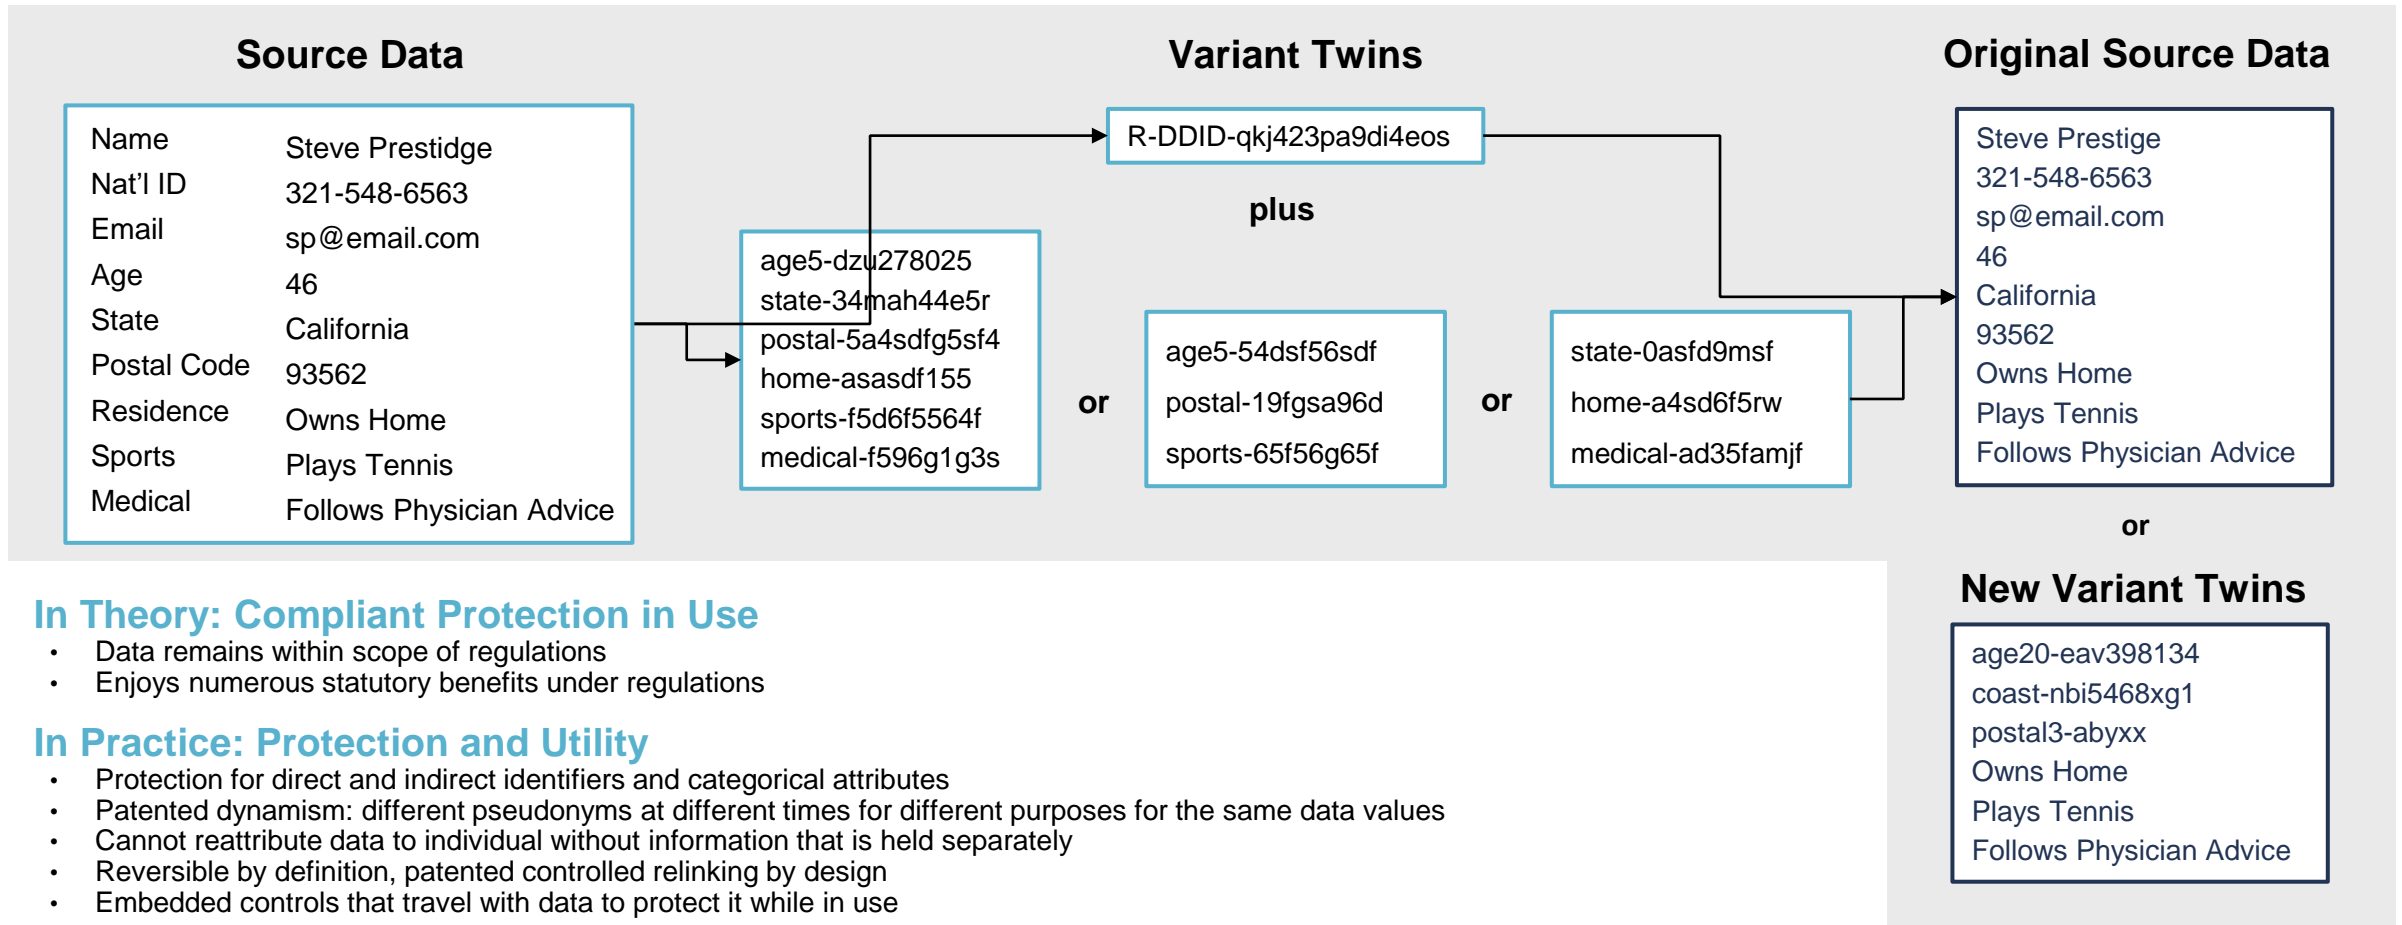 Source Data
Name Steve Prestidge
Nat'l ID 321-548-6563
Email sp@email.com
Age 46
State California
Postal Code 93562
Residence Owns Home
Sports Plays Tennis
Medical Follows Physician Advice
Variant Twins
R-DDID-qkj423pa9di4eos
plus
age5-dzu278025
state-34mah44e5r
postal-5a4sdfg5sf4
home-asasdf155
sports-f5d6f5564f
medical-f596g1g3s
or
age5-54dsf56sdf
postal-19fgsa96d
sports-65f56g65f
or
state-0asfd9msf
home-a4sd6f5rw
medical-ad35famjf
Original Source Data
Steve Prestige
321-548-6563
sp@email.com
46
California
93562
Owns Home
Plays Tennis
Follows Physician Advice
or
New Variant Twins
age20-eav398134
coast-nbi5468xg1
postal3-abyxx
Owns Home
Plays Tennis
Follows Physician Advice
In Theory: Compliant Protection in Use
• Data remains within scope of regulations
• Enjoys numerous statutory benefits under regulations
In Practice: Protection and Utility
• Protection for direct and indirect identifiers and categorical attributes
• Patented dynamism: different pseudonyms at different times for different purposes for the same data values
• Cannot reattribute data to individual without information that is held separately
• Reversible by definition, patented controlled relinking by design
• Embedded controls that travel with data to protect it while in use